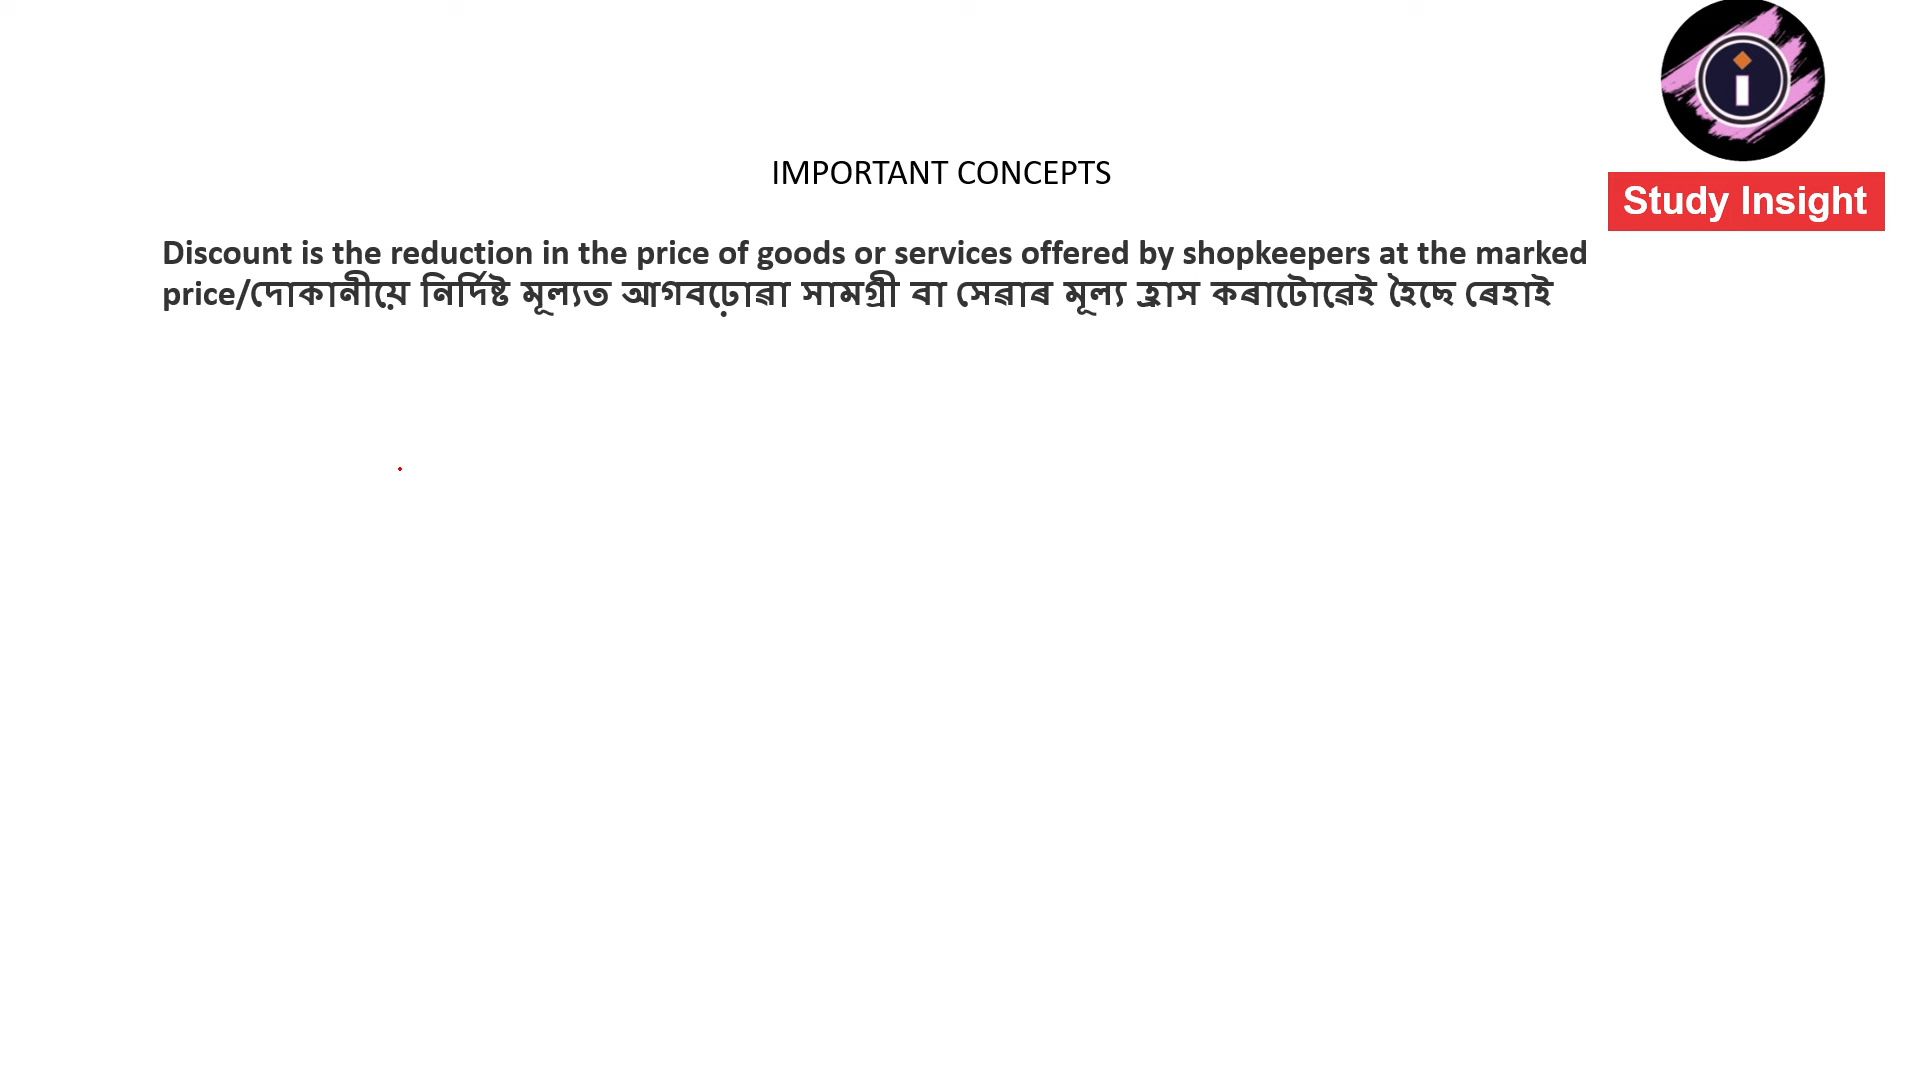 IMPORTANT CONCEPTS
Study Insight
Discount is the reduction in the price of goods or services offered by shopkeepers at the marked
price/দোকানীয়ে নিৰ্দিষ্ট মূল্যত আগবঢ়োৱা সামগ্ৰী বা সেৱাৰ মূল্য হ্ৰাস কৰাটোৱেই হৈছে ৰেহাই